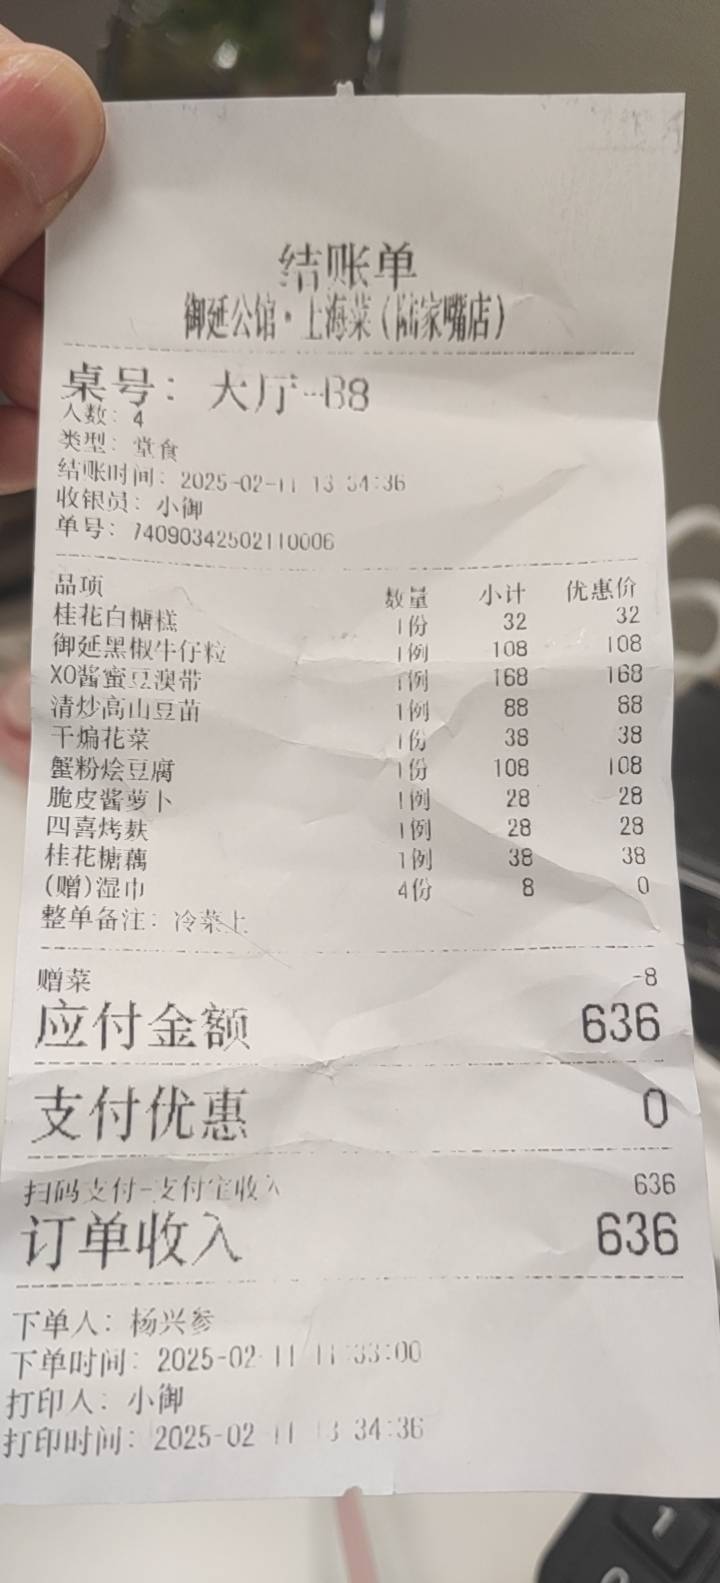 结账单
御延公馆·上海菜(陆家嘴店)
桌号: 大厅-B8
人数: 4
类型: 堂食
结账时间: 2025-02-11 13:34:36
收银员: 小御
单号: 74090342502110006
品项 数量 小计 优惠价
桂花白糖糕 1份 32 32
御延黑椒牛仔粒 1例 108 108
XO酱蜜豆澳带 1例 168 168
清炒高山豆苗 1例 88 88
干煸花菜 1份 38 38
蟹粉烩豆腐 1份 108 108
脆皮酱萝卜 1例 28 28
四喜烤麸 1例 28 28
桂花糖藕 1例 38 38
(赠)湿巾 4份 8 0
整单备注: 冷菜上
赠菜 -8
应付金额 636
支付优惠 0
扫码支付-支付宝收入 636
订单收入 636
下单人: 杨兴参
下单时间: 2025-02-11 11:33:00
打印人: 小御
打印时间: 2025-02-11 13:34:36
1